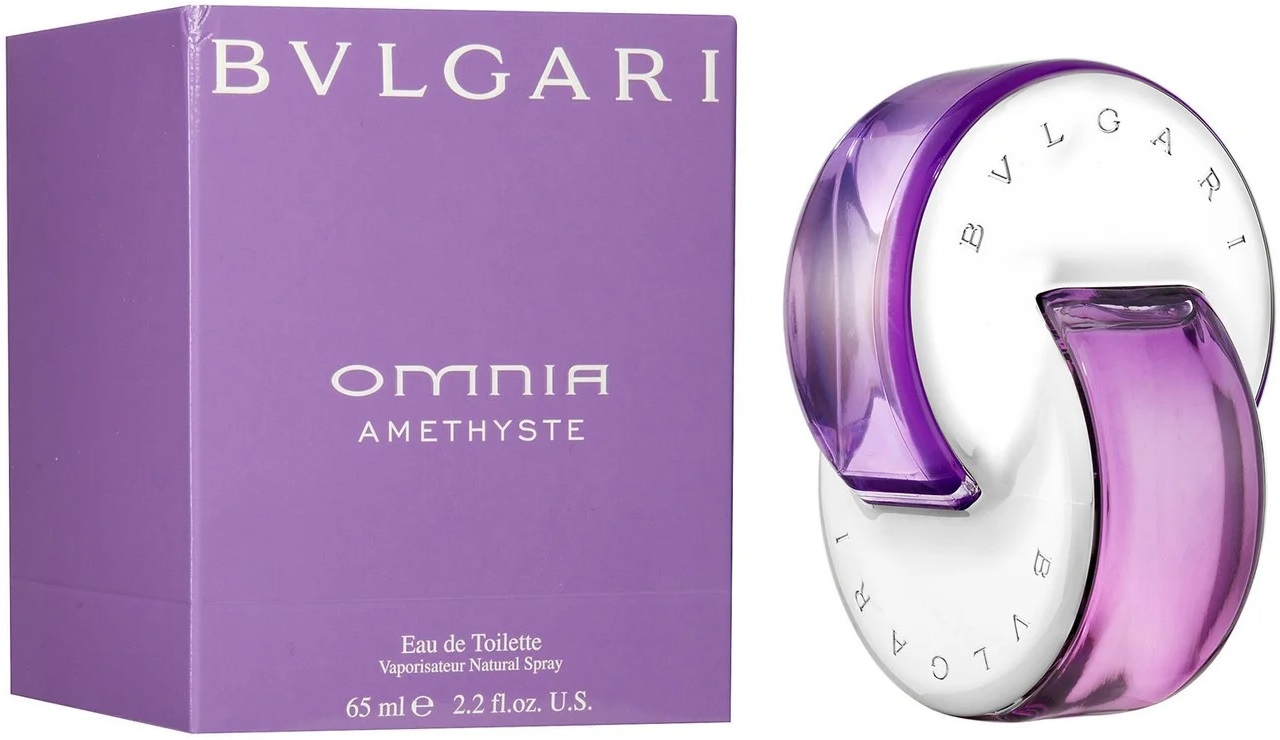 BVLGARI
OMNIA
AMETHYSTE
Eau de Toilette
Vaporisateur Natural Spray
65 ml ℮ 2.2 fl.oz. U.S.
BVLGARI
BVLGARI